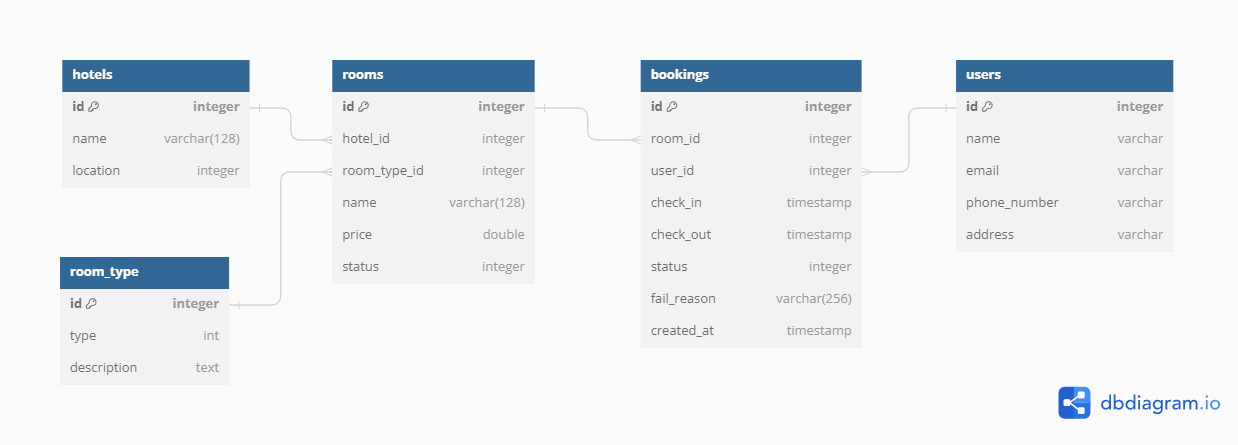 hotels
id integer
name varchar(128)
location integer
room_type
id integer
type int
description text
rooms
id integer
hotel_id integer
room_type_id integer
name varchar(128)
price double
status integer
bookings
id integer
room_id integer
user_id integer
check_in timestamp
check_out timestamp
status integer
fail_reason varchar(256)
created_at timestamp
users
id integer
name varchar
email varchar
phone_number varchar
address varchar
dbdiagram.io